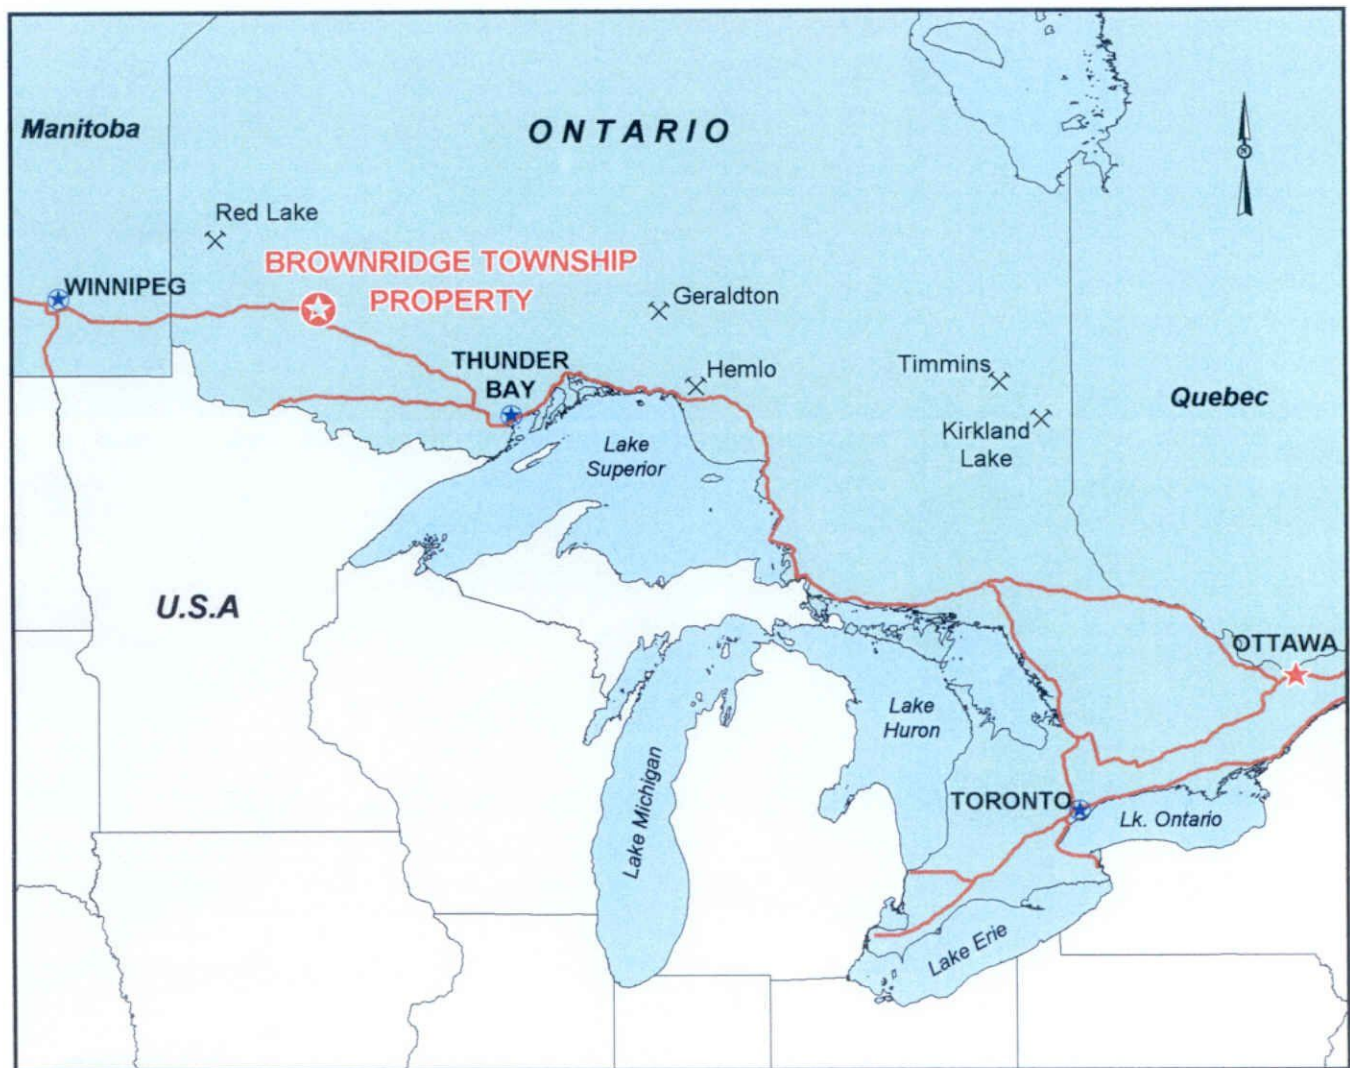 Manitoba
ONTARIO
Red Lake
BROWNRIDGE TOWNSHIP
PROPERTY
WINNIPEG
Geraldton
THUNDER
BAY
Hemlo
Timmins
Quebec
Kirkland
Lake
Lake
Superior
U.S.A
OTTAWA
Lake
Huron
Lake Michigan
TORONTO
Lk. Ontario
Lake Erie